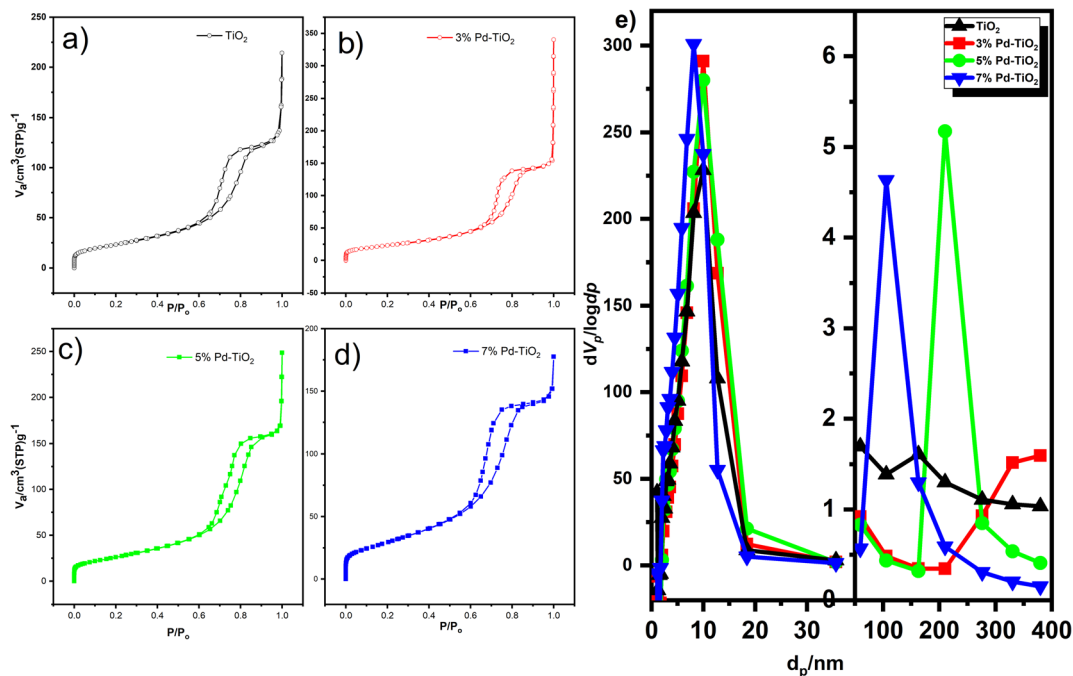 a)
TiO2
Va/cm3(STP)g-1
250
200
150
100
50
0
0.0 0.2 0.4 0.6 0.8 1.0
P/Po
b)
3% Pd-TiO2
350
300
250
200
150
100
50
0
-50
0.0 0.2 0.4 0.6 0.8 1.0
P/Po
c)
5% Pd-TiO2
Va/cm3(STP)g-1
250
200
150
100
50
0
0.0 0.2 0.4 0.6 0.8 1.0
P/Po
d)
7% Pd-TiO2
200
150
100
50
0
0.0 0.2 0.4 0.6 0.8 1.0
P/Po
e)
TiO2
3% Pd-TiO2
5% Pd-TiO2
7% Pd-TiO2
dVp/logdp
300
250
200
150
100
50
0
6
5
4
3
2
1
0
0 10 20 30 100 200 300 400
dp/nm